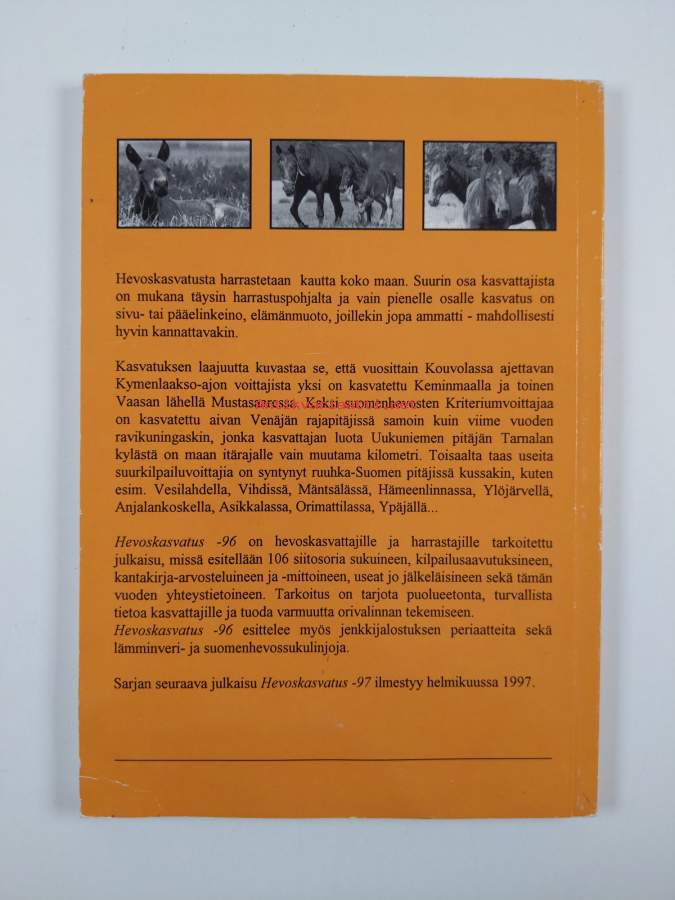 Hevoskasvatusta harrastetaan kautta koko maan. Suurin osa kasvattajista
on mukana täysin harrastuspohjalta ja vain pienelle osalle kasvatus on
sivu- tai pääelinkeino, elämänmuoto, joillekin jopa ammatti - mahdollisesti
hyvin kannattavakin.
Kasvatuksen laajuutta kuvastaa se, että vuosittain Kouvolassa ajettavan
Kymenlaakso-ajon voittajista yksi on kasvatettu Keminmaalla ja toinen
Vaasan lähellä Mustasaaressa. Kaksi suomenhevosten Kriteriumvoittajaa
on kasvatettu aivan Venäjän rajapitäjissä samoin kuin viime vuoden
ravikuningaskin, jonka kasvattajan luota Uukuniemen pitäjän Tarnalan
kylästä on maan itärajalle vain muutama kilometri. Toisaalta taas useita
suurkilpailuvoittajia on syntynyt ruuhka-Suomen pitäjissä kussakin, kuten
esim. Vesilahdella, Vihdissä, Mäntsälässä, Hämeenlinnassa, Ylöjärvellä,
Anjalankoskella, Asikkalassa, Orimattilassa, Ypäjällä...
Hevoskasvatus -96 on hevoskasvattajille ja harrastajille tarkoitettu
julkaisu, missä esitellään 106 siitosoria sukuineen, kilpailusaavutuksineen,
kantakirja-arvosteluineen ja -mittoineen, useat jo jälkeläisineen sekä tämän
vuoden yhteystietoineen. Tarkoitus on tarjota puolueetonta, turvallista
tietoa kasvattajille ja tuoda varmuutta orivalinnan tekemiseen.
Hevoskasvatus -96 esittelee myös jenkkijalostuksen periaatteita sekä
lämminveri- ja suomenhevossukulinjoja.
Sarjan seuraava julkaisu Hevoskasvatus -97 ilmestyy helmikuussa 1997.